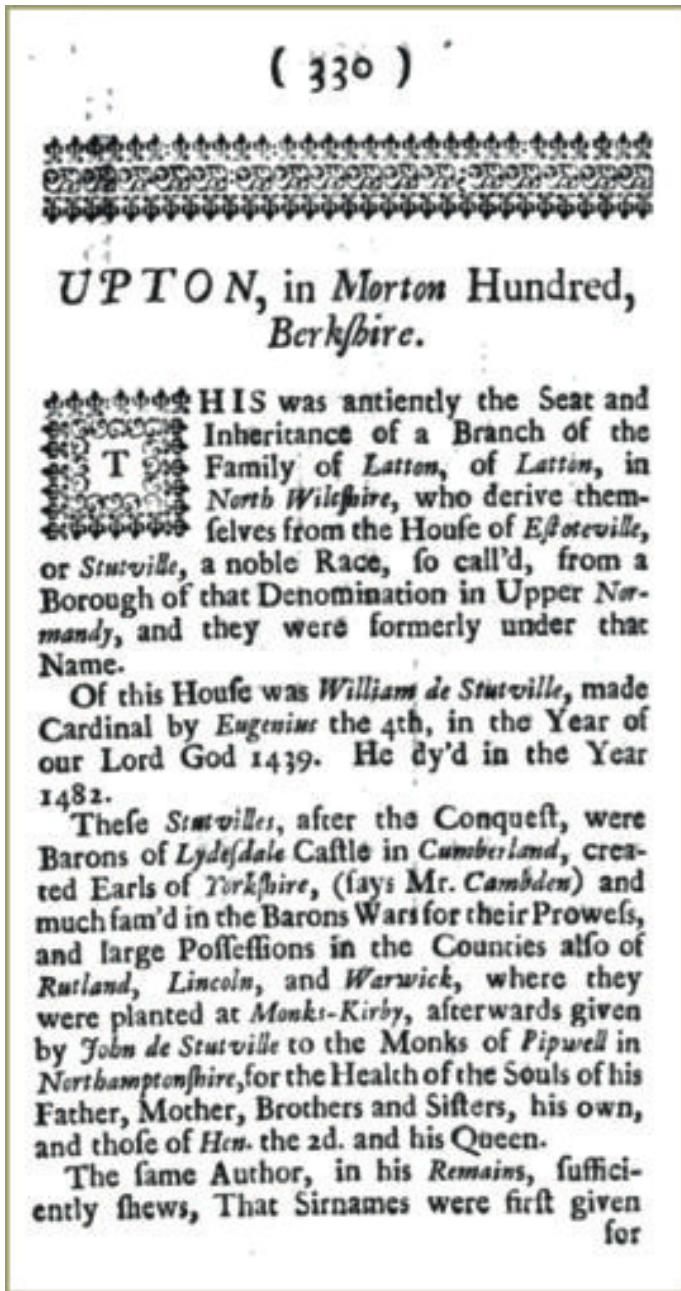 ( 330 )
UPTON, in Morton Hundred,
Berkſhire.
THIS was antiently the Seat and
Inheritance of a Branch of the
Family of Latton, of Latton, in
North Wiltſhire, who derive them-
ſelves from the Houſe of Eſtoteville,
or Stutville, a noble Race, ſo call'd, from a
Borough of that Denomination in Upper Nor-
mandy, and they were formerly under that
Name.
Of this Houſe was William de Stutville, made
Cardinal by Eugenius the 4th, in the Year of
our Lord God 1439. He dy'd in the Year
1482.
Theſe Stutvilles, after the Conqueſt, were
Barons of Lydeſdale Caſtle in Cumberland, crea-
ted Earls of Yorkſhire, (ſays Mr. Cambden) and
much fam'd in the Barons Wars for their Proweſs,
and large Poſſeſſions in the Counties alſo of
Rutland, Lincoln, and Warwick, where they
were planted at Monks-Kirby, afterwards given
by John de Stutville to the Monks of Pipwell in
Northamptonſhire, for the Health of the Souls of his
Father, Mother, Brothers and Siſters, his own,
and thoſe of Hen. the 2d. and his Queen.
The ſame Author, in his Remains, ſuffici-
ently ſhews, That Sirnames were firſt given
for